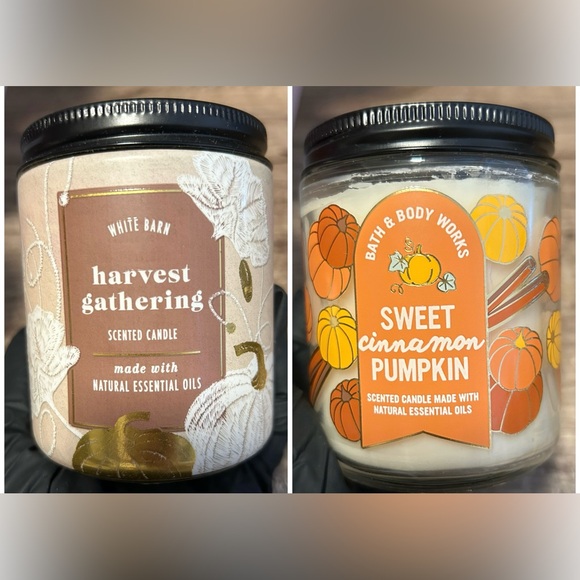 WHITE BARN
harvest
gathering
SCENTED CANDLE
made with
NATURAL ESSENTIAL OILS
BATH & BODY WORKS
SWEET
cinnamon
PUMPKIN
SCENTED CANDLE MADE WITH
NATURAL ESSENTIAL OILS